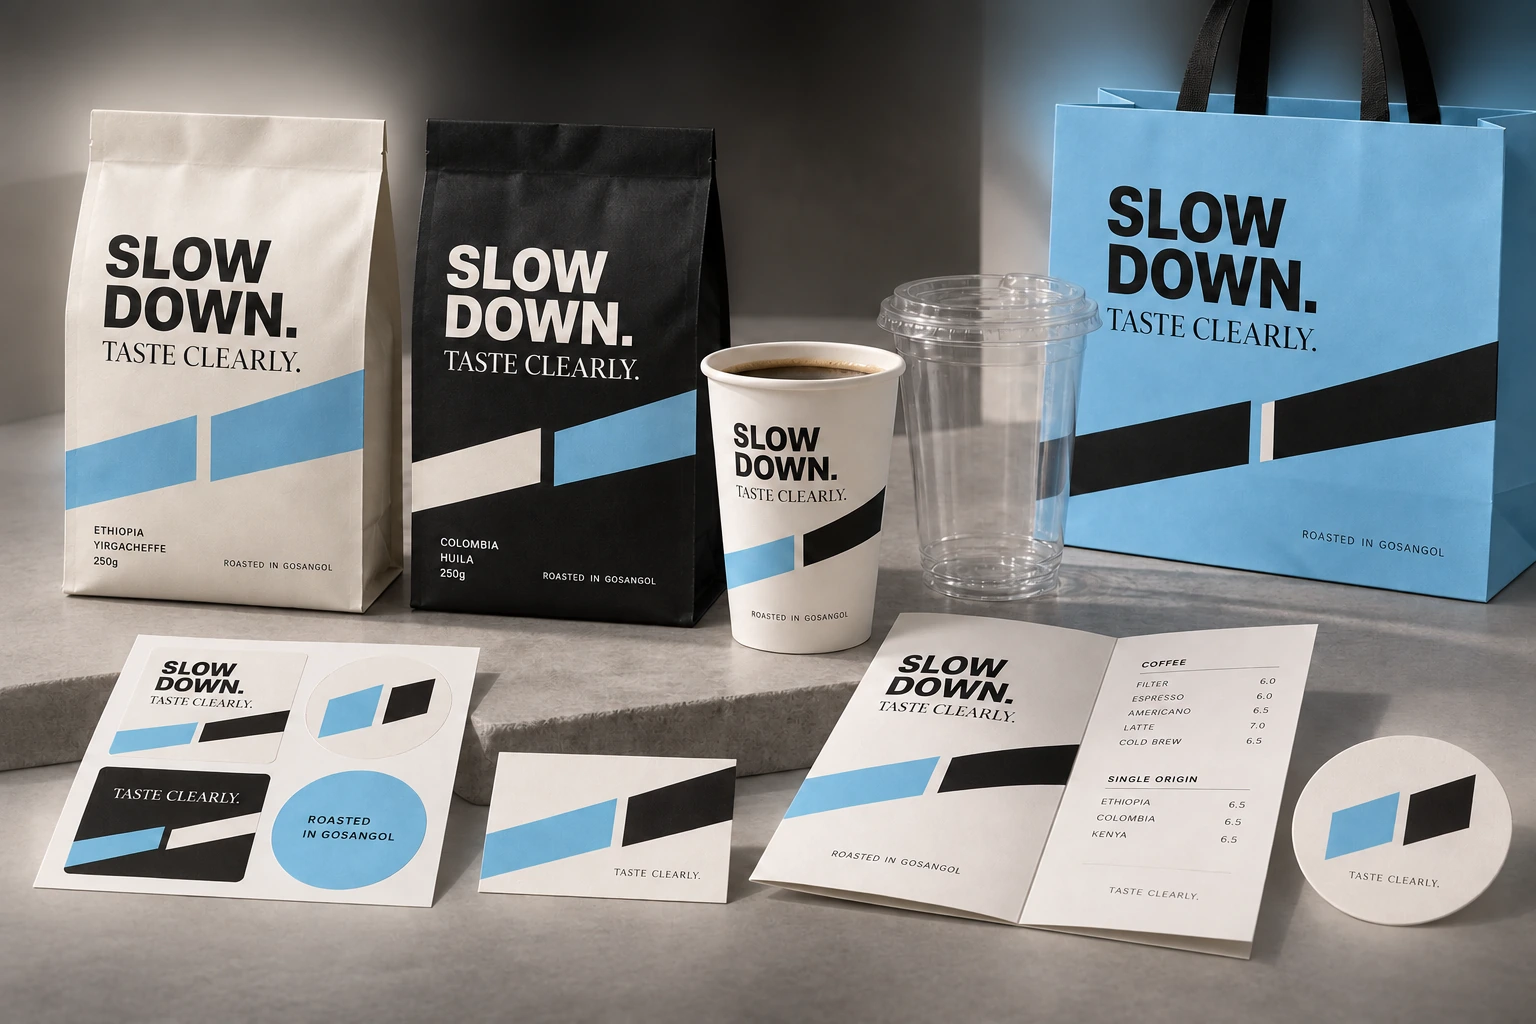 SLOW
DOWN.
TASTE CLEARLY.
ETHIOPIA
YIRGACHEFFE
250g
ROASTED IN GOSANGOL
SLOW
DOWN.
TASTE CLEARLY.
COLOMBIA
HUILA
250g
ROASTED IN GOSANGOL
SLOW
DOWN.
TASTE CLEARLY.
ROASTED IN GOSANGOL
SLOW
DOWN.
TASTE CLEARLY.
ROASTED IN GOSANGOL
SLOW
DOWN.
TASTE CLEARLY.
TASTE CLEARLY.
ROASTED
IN GOSANGOL
TASTE CLEARLY.
SLOW
DOWN.
TASTE CLEARLY.
ROASTED IN GOSANGOL
COFFEE
FILTER 6.0
ESPRESSO 6.0
AMERICANO 6.5
LATTE 7.0
COLD BREW 6.5
SINGLE ORIGIN
ETHIOPIA 6.5
COLOMBIA 6.5
KENYA 6.5
TASTE CLEARLY.
TASTE CLEARLY.